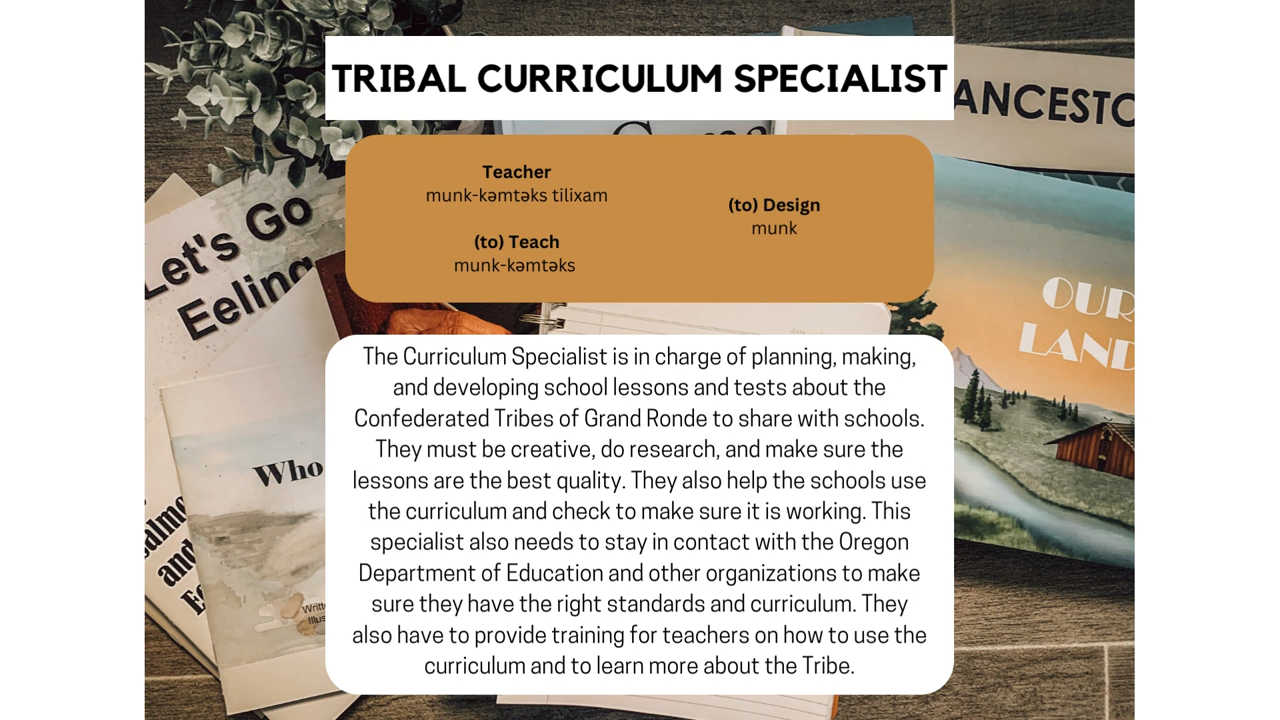 TRIBAL CURRICULUM SPECIALIST
ANCESTO
Teacher
munk-kəmtəks tilixam
(to) Teach
munk-kəmtəks
(to) Design
munk
Let's Go
Eeling
OUR
LAND
Who
and
The Curriculum Specialist is in charge of planning, making,
and developing school lessons and tests about the
Confederated Tribes of Grand Ronde to share with schools.
They must be creative, do research, and make sure the
lessons are the best quality. They also help the schools use
the curriculum and check to make sure it is working. This
specialist also needs to stay in contact with the Oregon
Department of Education and other organizations to make
sure they have the right standards and curriculum. They
also have to provide training for teachers on how to use the
curriculum and to learn more about the Tribe.